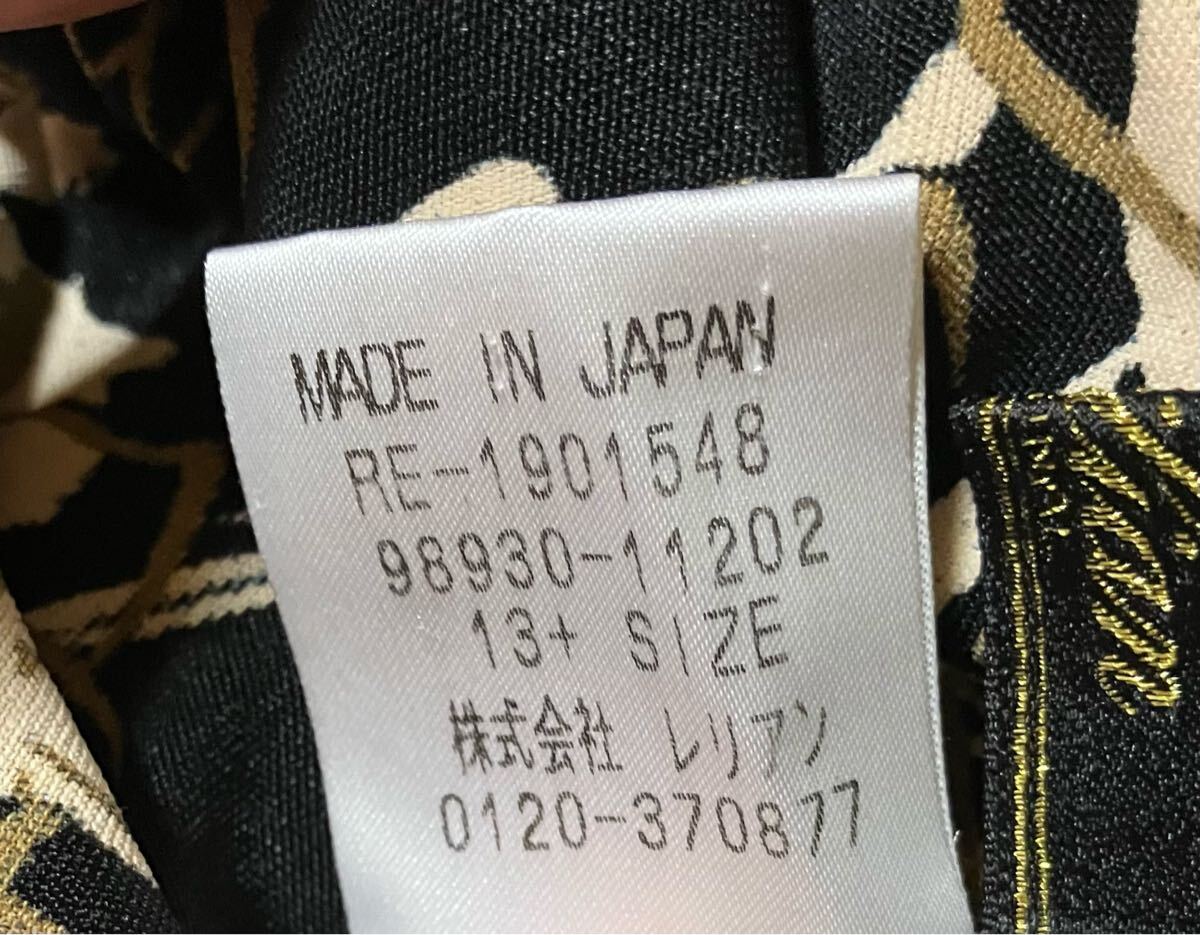 MADE IN JAPAN
RE-1901548
98930-11202
13+ SIZE
株式会社 レリアン
0120-370877